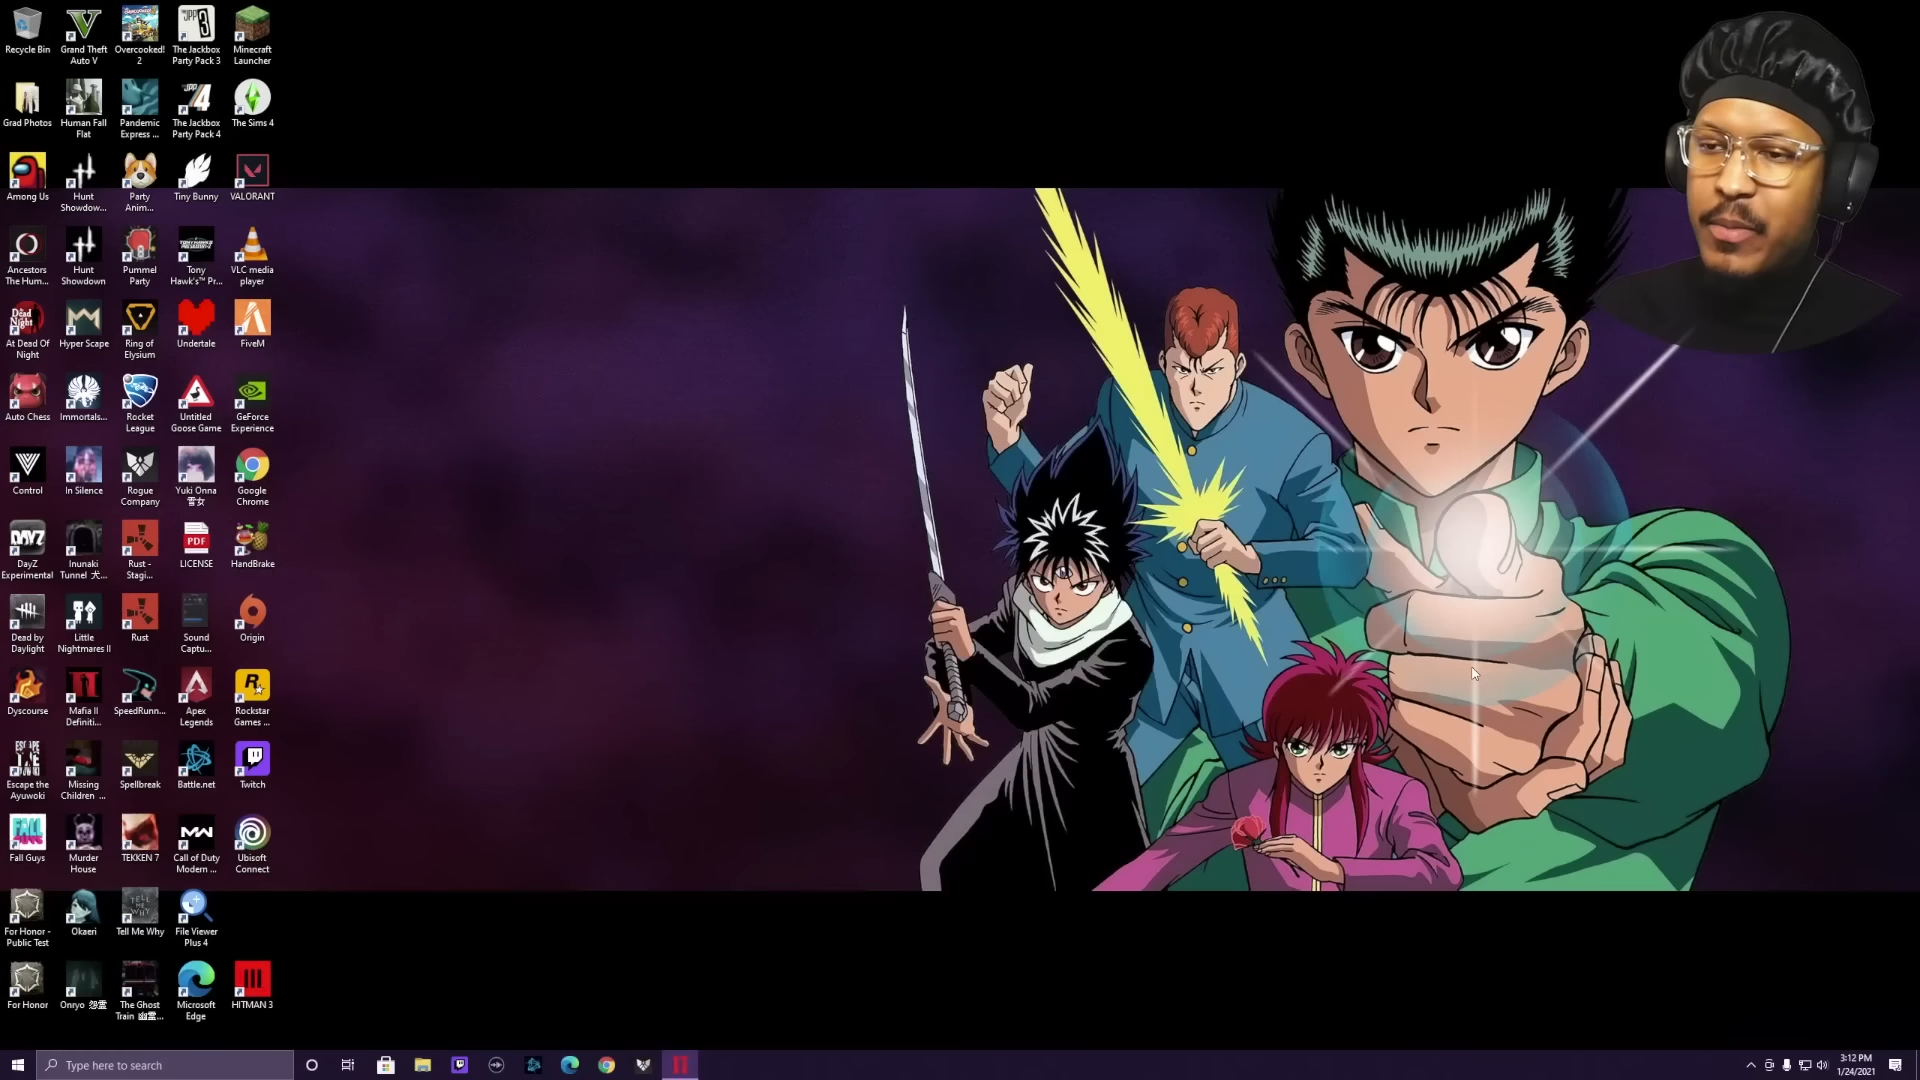 Recycle Bin
Grand Theft
Auto V
Overcooked!
2
The Jackbox
Party Pack 3
Minecraft
Launcher
Grad Photos
Human Fall
Flat
Pandemic
Express ...
The Jackbox
Party Pack 4
The Sims 4
Among Us
Hunt
Showdow...
Party
Anim...
Tiny Bunny
VALORANT
Ancestors
The Hum...
Hunt
Showdown
Pummel
Party
Tony
Hawk's™ Pr...
VLC media
player
At Dead Of
Night
Hyper Scape
Ring of
Elysium
Undertale
FiveM
Auto Chess
Immortals...
Rocket
League
Untitled
Goose Game
GeForce
Experience
Control
In Silence
Rogue
Company
Yuki Onna
雪女
Google
Chrome
DayZ
Experimental
Inunaki
Tunnel 犬...
Rust -
Stagi...
PDF
LICENSE
HandBrake
Dead by
Daylight
Little
Nightmares II
Rust
Sound
Captu...
Origin
Dyscourse
Mafia II
Definiti...
SpeedRunn...
Apex
Legends
Rockstar
Games ...
Escape the
Ayuwoki
Missing
Children ...
Spellbreak
Battle.net
Twitch
Fall Guys
Murder
House
TEKKEN 7
Call of Duty
Modern ...
Ubisoft
Connect
For Honor -
Public Test
Okaeri
Tell Me Why
File Viewer
Plus 4
For Honor
Onryo 怨霊
The Ghost
Train 幽霊...
Microsoft
Edge
HITMAN 3
Type here to search
3:12 PM
1/24/2021